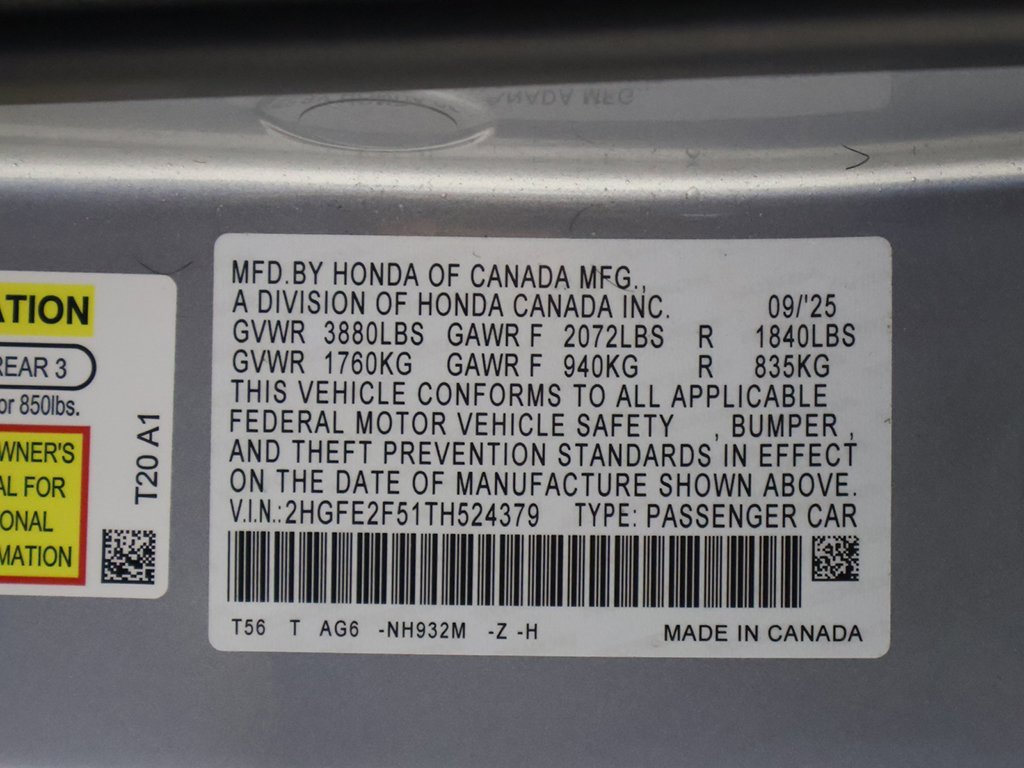 ATION
REAR 3
or 850lbs.
WNER'S
AL FOR
ONAL
MATION
T20 A1
MFD.BY HONDA OF CANADA MFG.,
A DIVISION OF HONDA CANADA INC. 09/'25
GVWR 3880LBS GAWR F 2072LBS R 1840LBS
GVWR 1760KG GAWR F 940KG R 835KG
THIS VEHICLE CONFORMS TO ALL APPLICABLE
FEDERAL MOTOR VEHICLE SAFETY , BUMPER ,
AND THEFT PREVENTION STANDARDS IN EFFECT
ON THE DATE OF MANUFACTURE SHOWN ABOVE.
V.I.N.:2HGFE2F51TH524379 TYPE: PASSENGER CAR
T56 T AG6 -NH932M -Z -H MADE IN CANADA